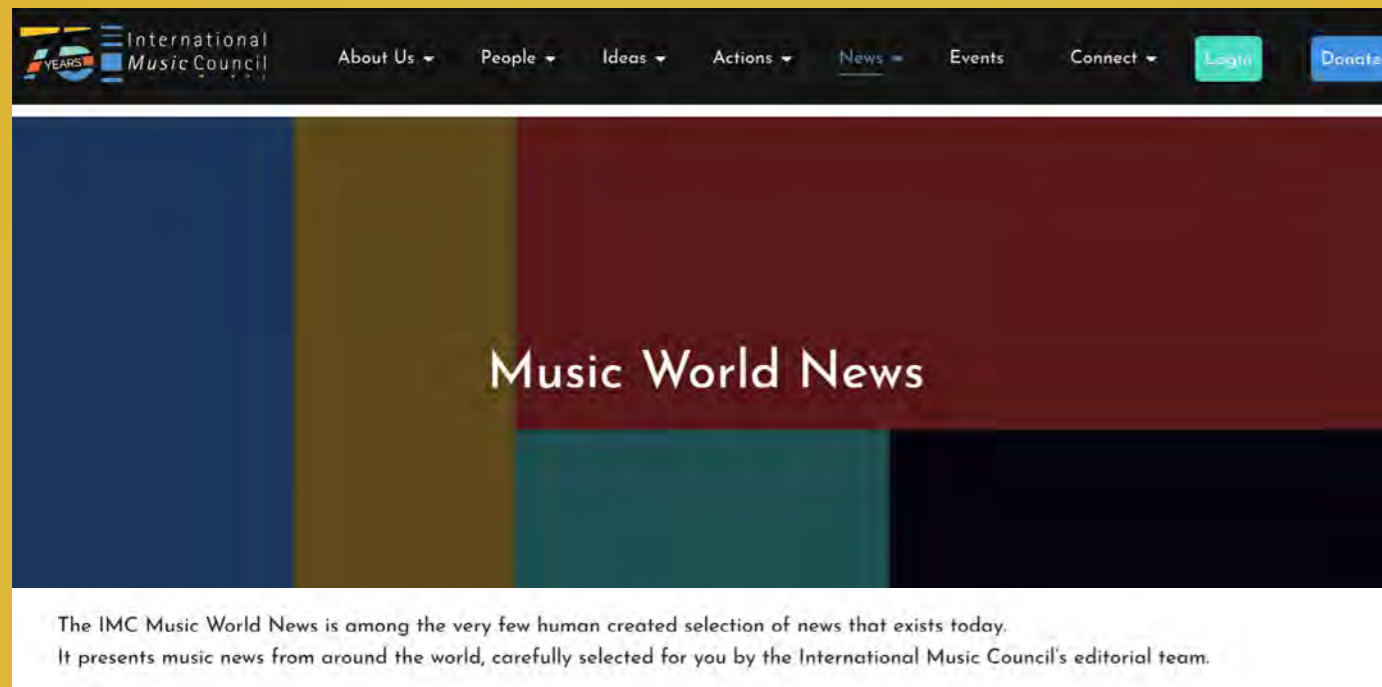 75 YEARS
International
Music Council
About Us
People
Ideas
Actions
News
Events
Connect
Login
Donate
Music World News
The IMC Music World News is among the very few human created selection of news that exists today.
It presents music news from around the world, carefully selected for you by the International Music Council's editorial team.